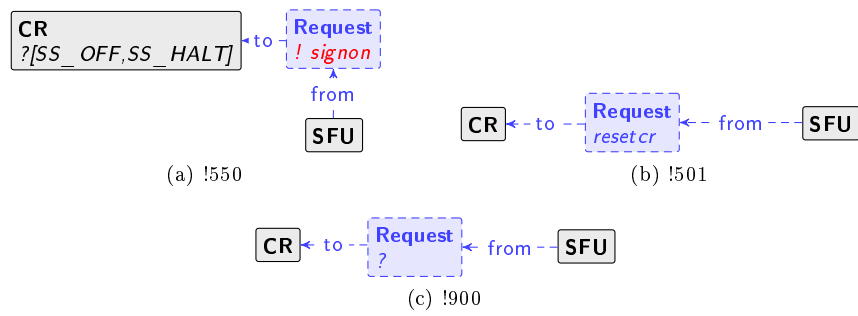 CR
?[SS_OFF,SS_HALT]
to
Request
! signon
from
SFU
(a) !550
CR
to
Request
resetcr
from
SFU
(b) !501
CR
to
Request
?
from
SFU
(c) !900